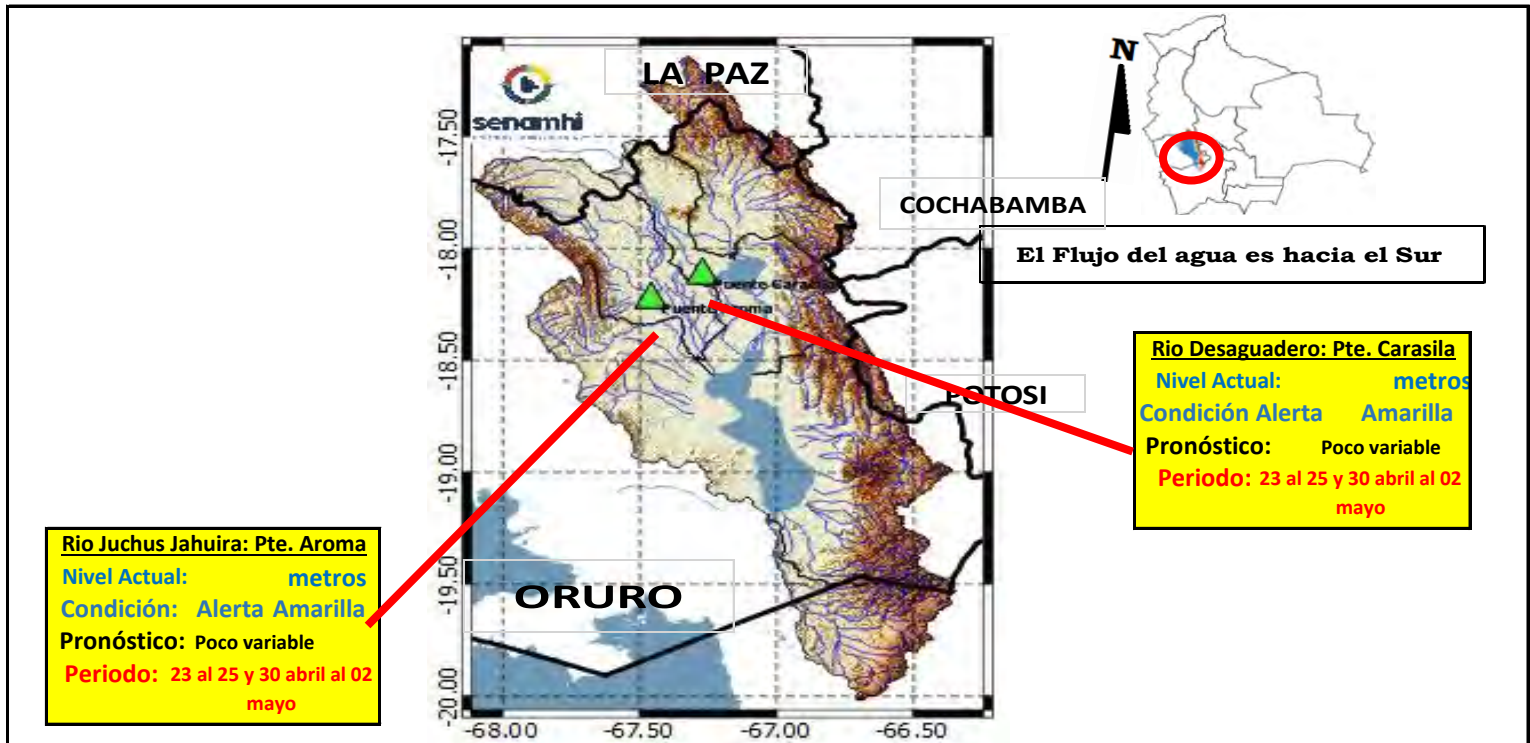 LA PAZ
senamhi
N
COCHABAMBA
El Flujo del agua es hacia el Sur
POTOSI
ORURO
Rio Desaguadero: Pte. Carasila
Nivel Actual: metros
Condición Alerta Amarilla
Pronóstico: Poco variable
Periodo: 23 al 25 y 30 abril al 02
mayo
Rio Juchus Jahuira: Pte. Aroma
Nivel Actual: metros
Condición: Alerta Amarilla
Pronóstico: Poco variable
Periodo: 23 al 25 y 30 abril al 02
mayo
Puente
Puente
-17.50
-18.00
-18.50
-19.00
-19.50
-20.00
-68.00 -67.50 -67.00 -66.50